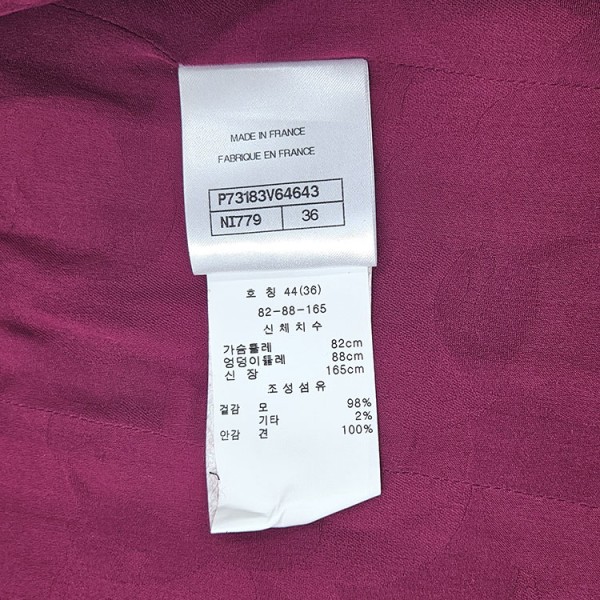 MADE IN FRANCE
FABRIQUE EN FRANCE
P73183V64643
NI779 36
호 칭 44(36)
82-88-165
신체치수
가슴둘레 82cm
엉덩이둘레 88cm
신 장 165cm
조성섬유
겉감 모 98%
기타 2%
안감 견 100%